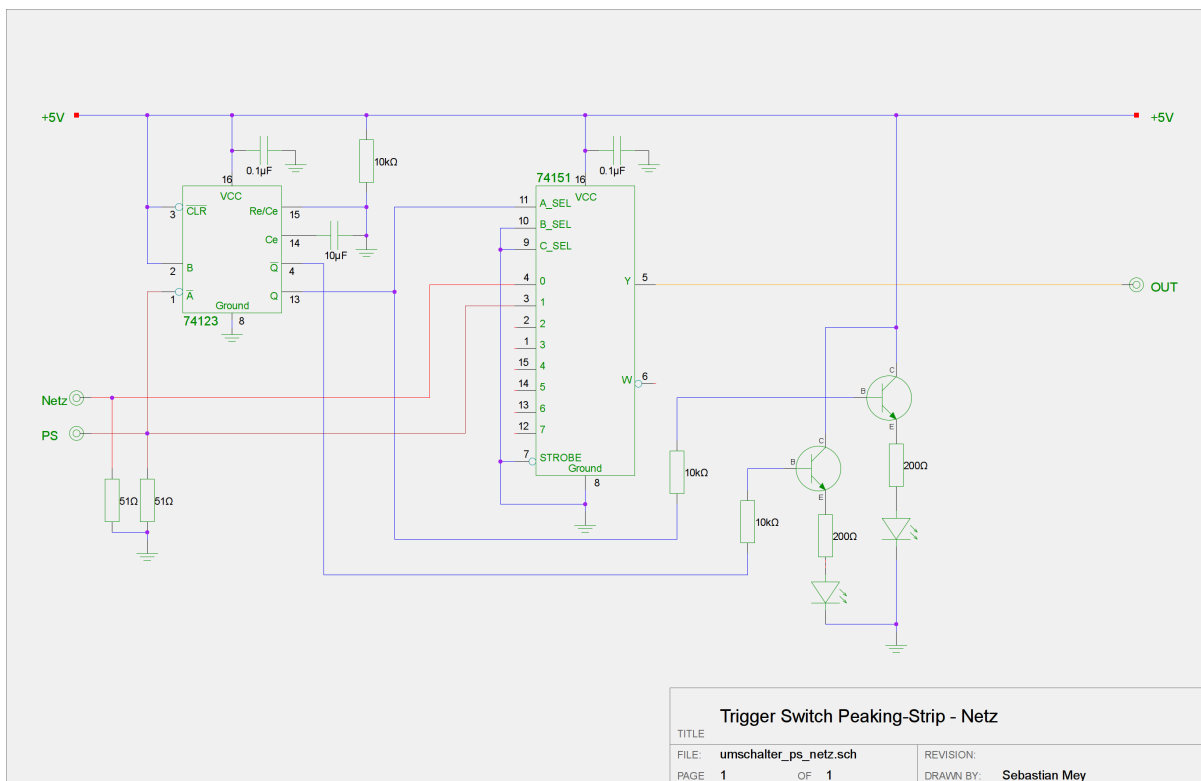 +5V
+5V
0.1µF
10kΩ
0.1µF
16
VCC
3
CLR
Re/Ce
15
Ce
14
10µF
2
B
Q
4
1
A
Q
13
Ground
74123
8
74151
16
VCC
11
A_SEL
10
B_SEL
9
C_SEL
4
0
Y
5
3
1
2
2
1
3
15
4
14
5
W
6
13
6
12
7
7
STROBE
Ground
8
OUT
Netz
PS
51Ω
51Ω
10kΩ
10kΩ
B
C
E
200Ω
B
C
E
200Ω
TITLE
Trigger Switch Peaking-Strip - Netz
FILE: umschalter_ps_netz.sch
REVISION:
PAGE 1 OF 1
DRAWN BY: Sebastian Mey